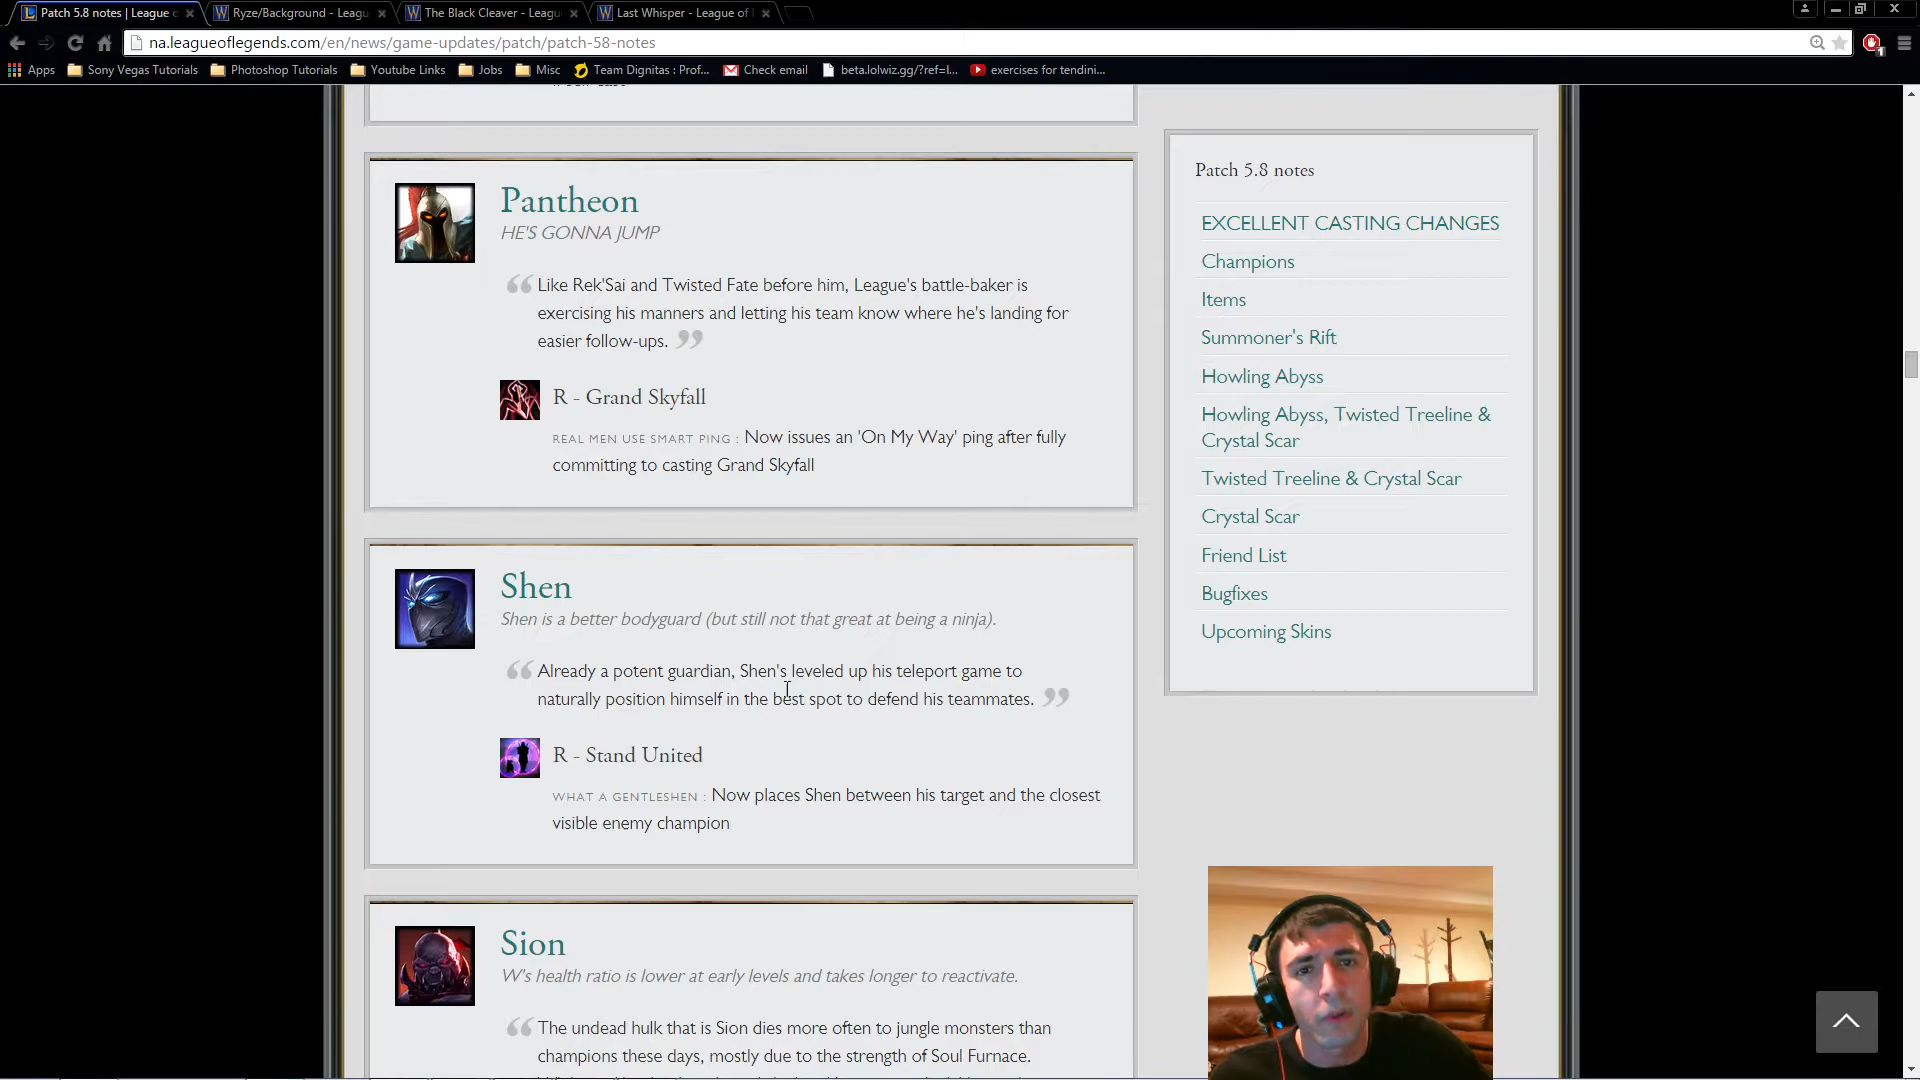 Patch 5.8 notes | League o
Ryze/Background - Leagu
The Black Cleaver - Leagu
Last Whisper - League of
na.leagueoflegends.com/en/news/game-updates/patch/patch-58-notes
1
Apps
Sony Vegas Tutorials
Photoshop Tutorials
Youtube Links
Jobs
Misc
Team Dignitas : Prof...
Check email
beta.lolwiz.gg/?ref=l...
exercises for tendini...
Pantheon
HE'S GONNA JUMP
“ Like Rek'Sai and Twisted Fate before him, League's battle-baker is
exercising his manners and letting his team know where he's landing for
easier follow-ups. ”
R - Grand Skyfall
REAL MEN USE SMART PING : Now issues an 'On My Way' ping after fully
committing to casting Grand Skyfall
Shen
Shen is a better bodyguard (but still not that great at being a ninja).
“ Already a potent guardian, Shen's leveled up his teleport game to
naturally position himself in the best spot to defend his teammates. ”
R - Stand United
WHAT A GENTLESHEN : Now places Shen between his target and the closest
visible enemy champion
Sion
W's health ratio is lower at early levels and takes longer to reactivate.
“ The undead hulk that is Sion dies more often to jungle monsters than
champions these days, mostly due to the strength of Soul Furnace.
Patch 5.8 notes
EXCELLENT CASTING CHANGES
Champions
Items
Summoner's Rift
Howling Abyss
Howling Abyss, Twisted Treeline &
Crystal Scar
Twisted Treeline & Crystal Scar
Crystal Scar
Friend List
Bugfixes
Upcoming Skins